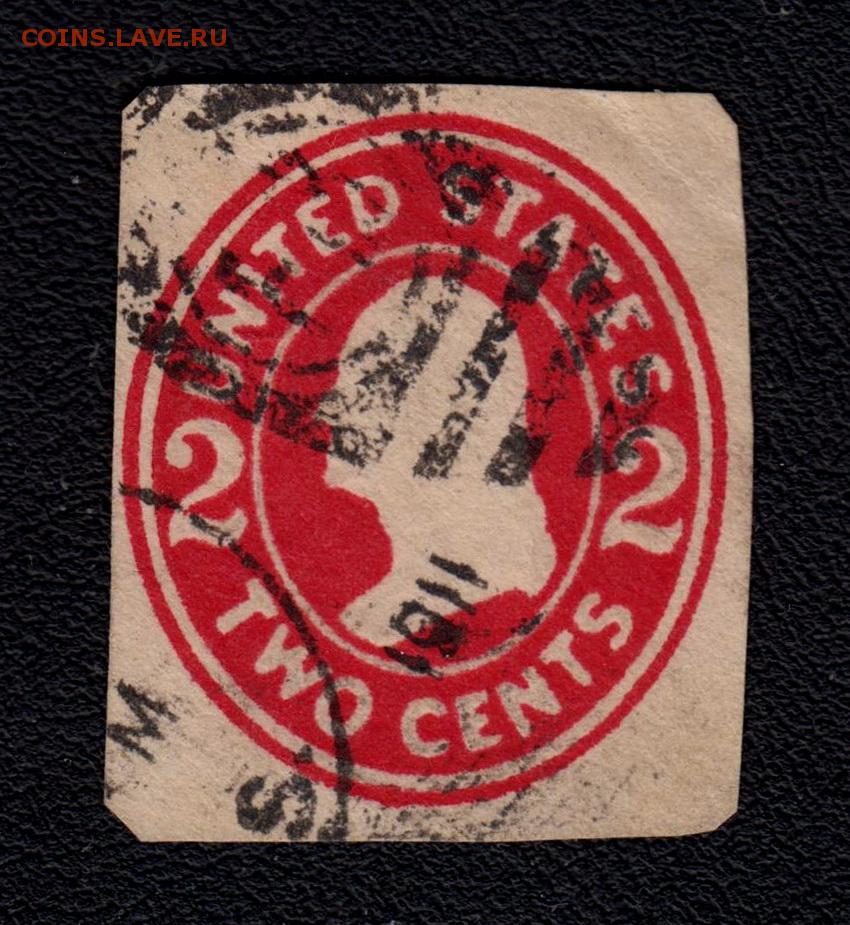 COINS.LAVE.RU
UNITED STATES
2 2
TWO CENTS
M
S